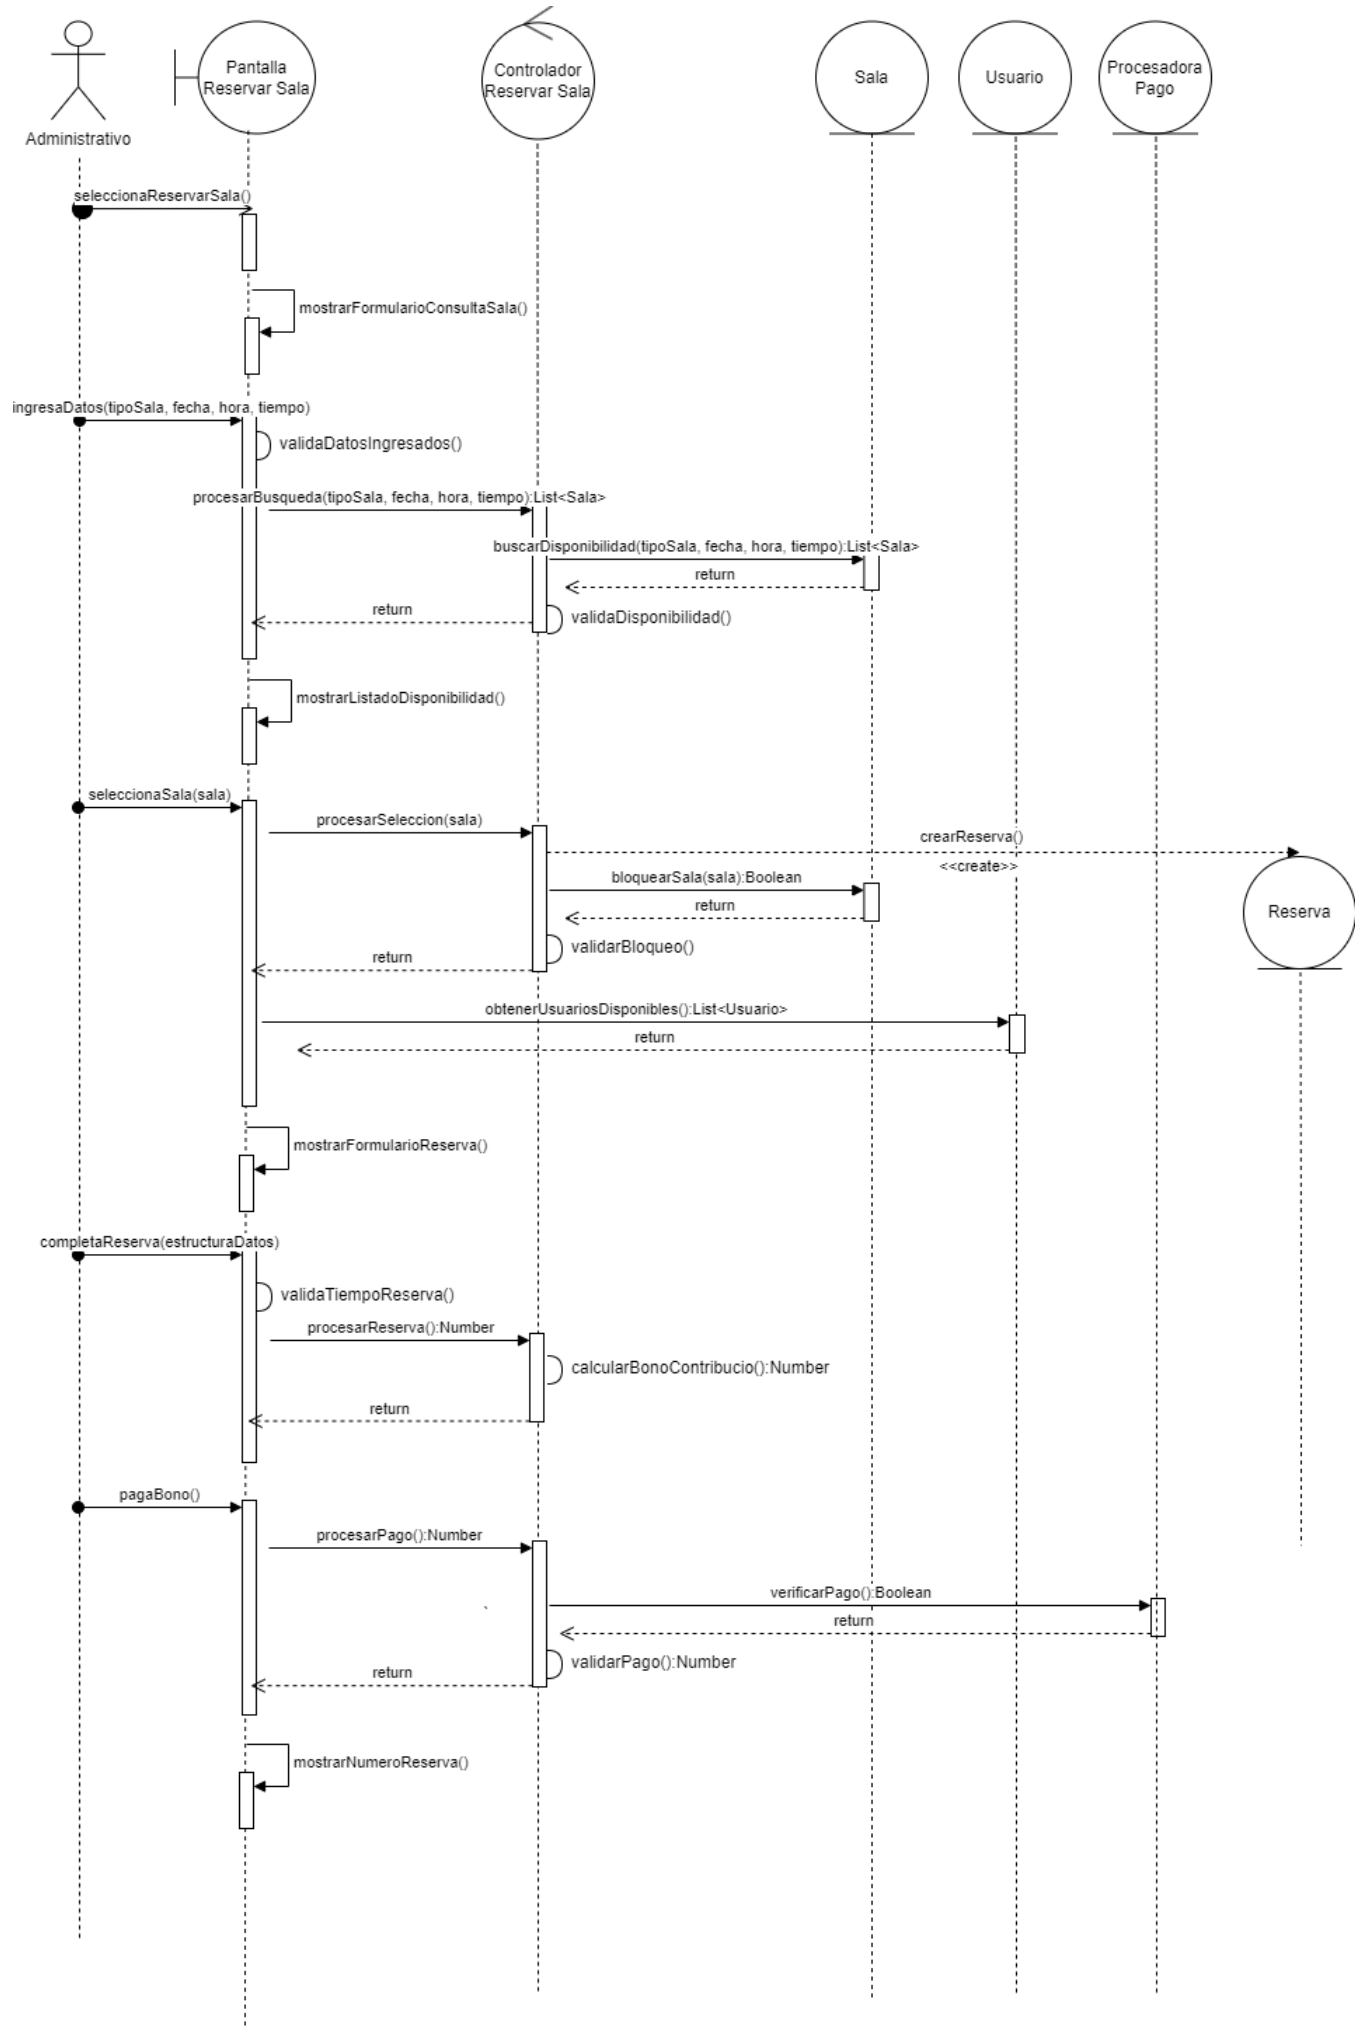 Pantalla
Reservar Sala
Controlador
Reservar Sala
Sala
Usuario
Procesadora
Pago
Administrativo
seleccionaReservarSala()
mostrarFormularioConsultaSala()
ingresaDatos(tipoSala, fecha, hora, tiempo)
validaDatosIngresados()
procesarBusqueda(tipoSala, fecha, hora, tiempo):List<Sala>
buscarDisponibilidad(tipoSala, fecha, hora, tiempo):List<Sala>
return
return
validaDisponibilidad()
mostrarListadoDisponibilidad()
seleccionaSala(sala)
procesarSeleccion(sala)
crearReserva()
<<create>>
bloquearSala(sala):Boolean
return
Reserva
validarBloqueo()
return
obtenerUsuariosDisponibles():List<Usuario>
return
mostrarFormularioReserva()
completaReserva(estructuraDatos)
validaTiempoReserva()
procesarReserva():Number
calcularBonoContribucio():Number
return
pagaBono()
procesarPago():Number
verificarPago():Boolean
return
validarPago():Number
return
mostrarNumeroReserva()